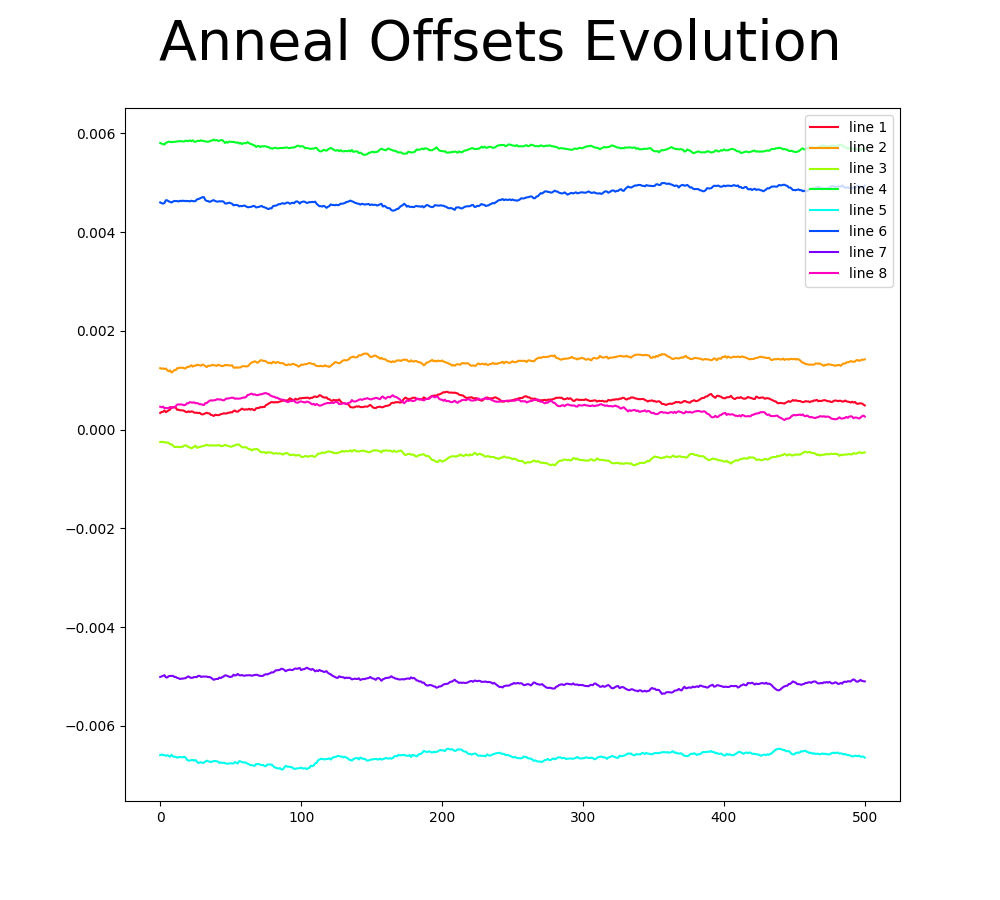 Anneal Offsets Evolution
0.006
0.004
0.002
0.000
−0.002
−0.004
−0.006
0 100 200 300 400 500
line 1
line 2
line 3
line 4
line 5
line 6
line 7
line 8